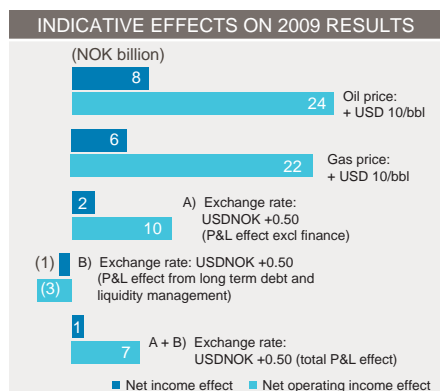 INDICATIVE EFFECTS ON 2009 RESULTS
(NOK billion)
8
24
Oil price:
+ USD 10/bbl
6
22
Gas price:
+ USD 10/bbl
2
10
A) Exchange rate:
USDNOK +0.50
(P&L effect excl finance)
(1)
(3)
B) Exchange rate: USDNOK +0.50
(P&L effect from long term debt and
liquidity management)
1
7
A + B) Exchange rate:
USDNOK +0.50 (total P&L effect)
Net income effect Net operating income effect